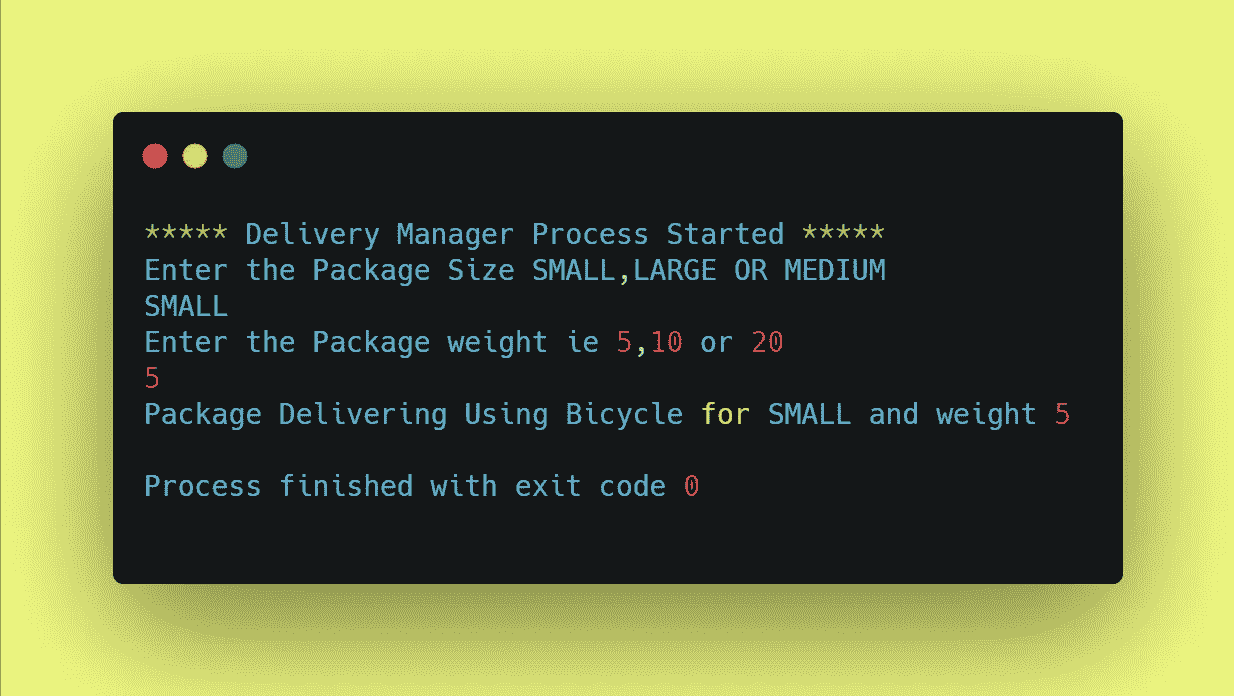 ***** Delivery Manager Process Started *****
Enter the Package Size SMALL,LARGE OR MEDIUM
SMALL
Enter the Package weight ie 5,10 or 20
5
Package Delivering Using Bicycle for SMALL and weight 5
Process finished with exit code 0